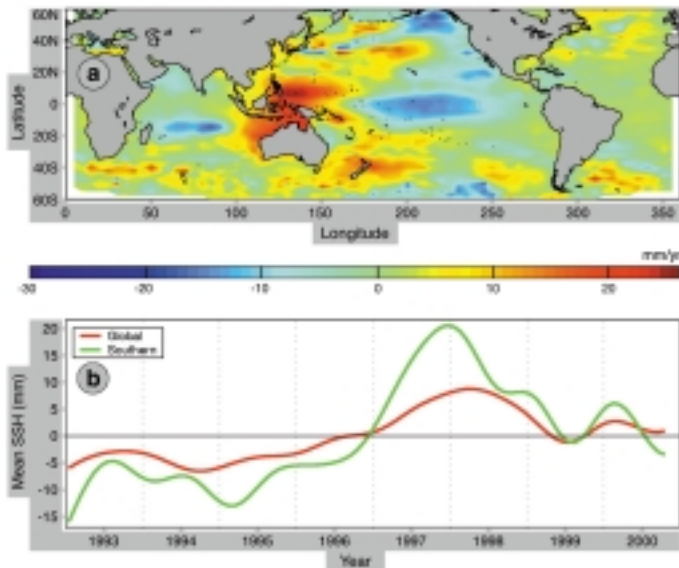 60N
40N
20N
0
20S
40S
60S
Latitude
a
0 50 100 150 200 250 300 350
Longitude
mm/yr
-30 -20 -10 0 10 20
20
15
10
5
0
-5
-10
-15
Mean SSH (mm)
Global
Southern
b
1993 1994 1995 1996 1997 1998 1999 2000
Year